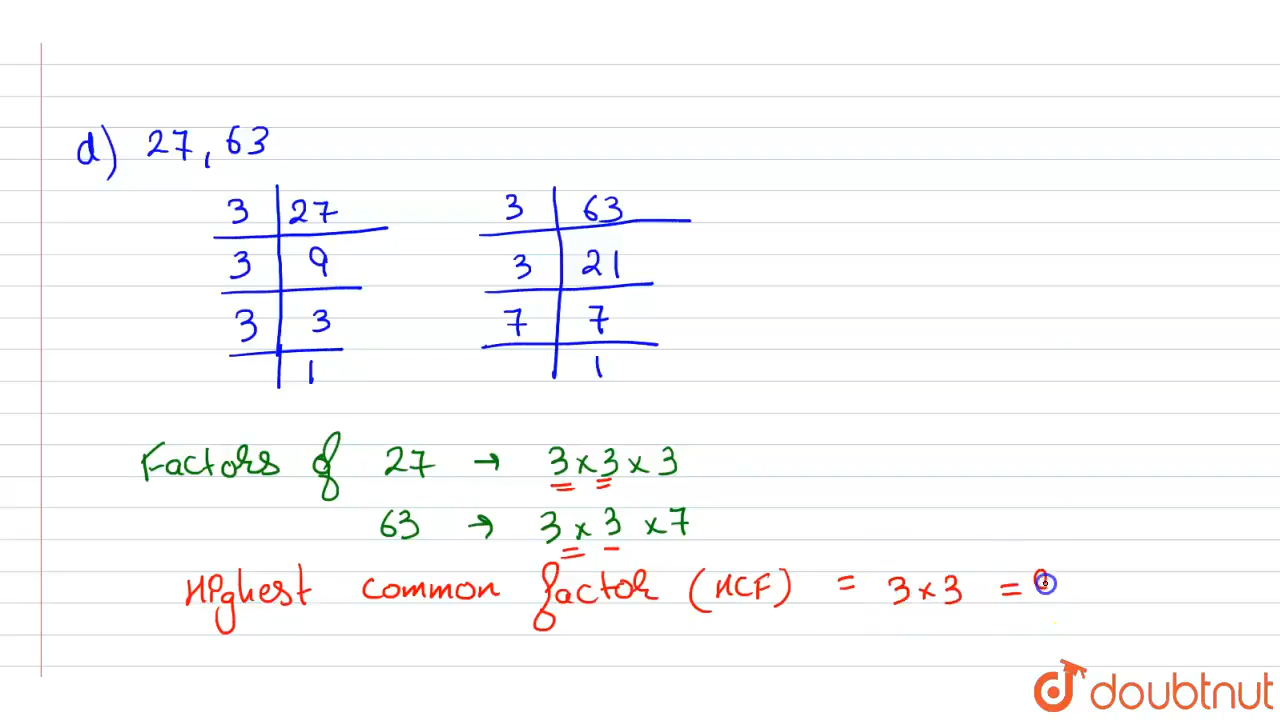 d) 27, 63
3 27 3 63
3 9 3 21
3 3 7 7
1 1
Factors of 27 → 3 × 3 × 3
63 → 3 × 3 × 7
Highest common factor (HCF) = 3 × 3 = 9
doubtnut